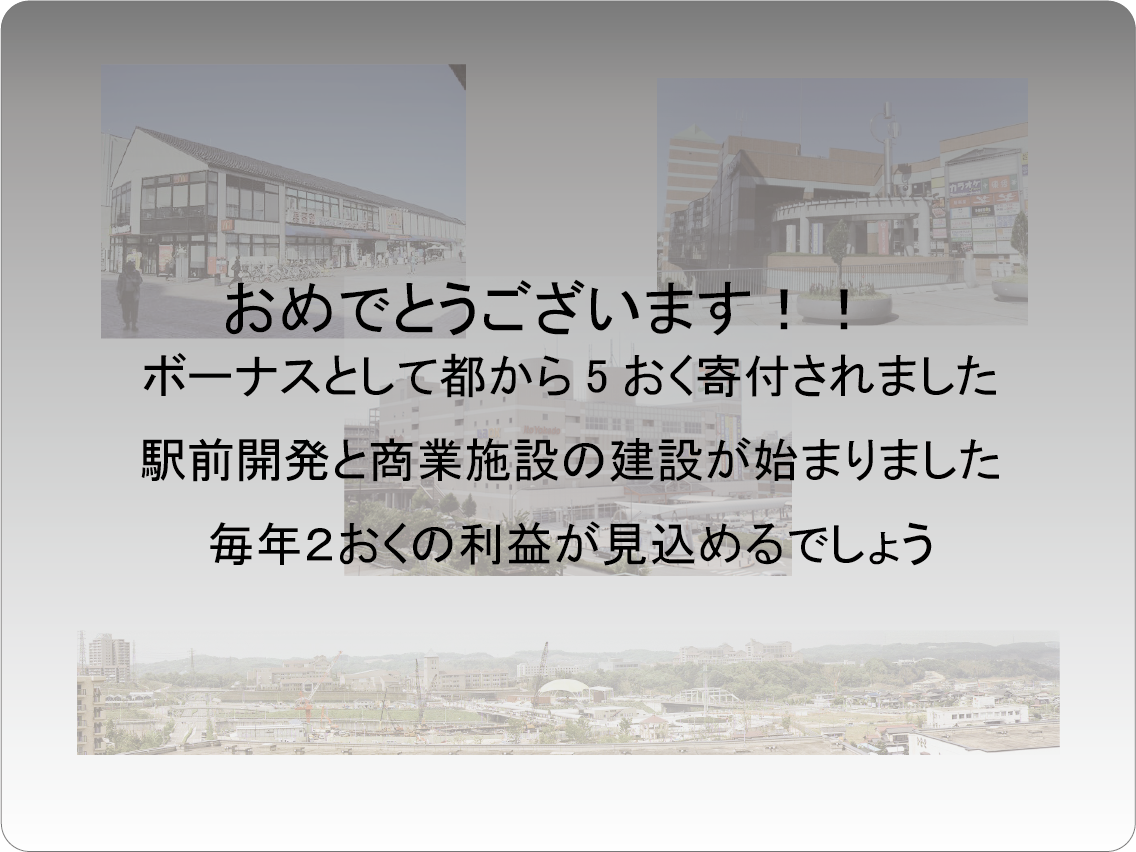 おめでとうございます！！
ボーナスとして都から５おく寄付されました
駅前開発と商業施設の建設が始まりました
毎年２おくの利益が見込めるでしょう